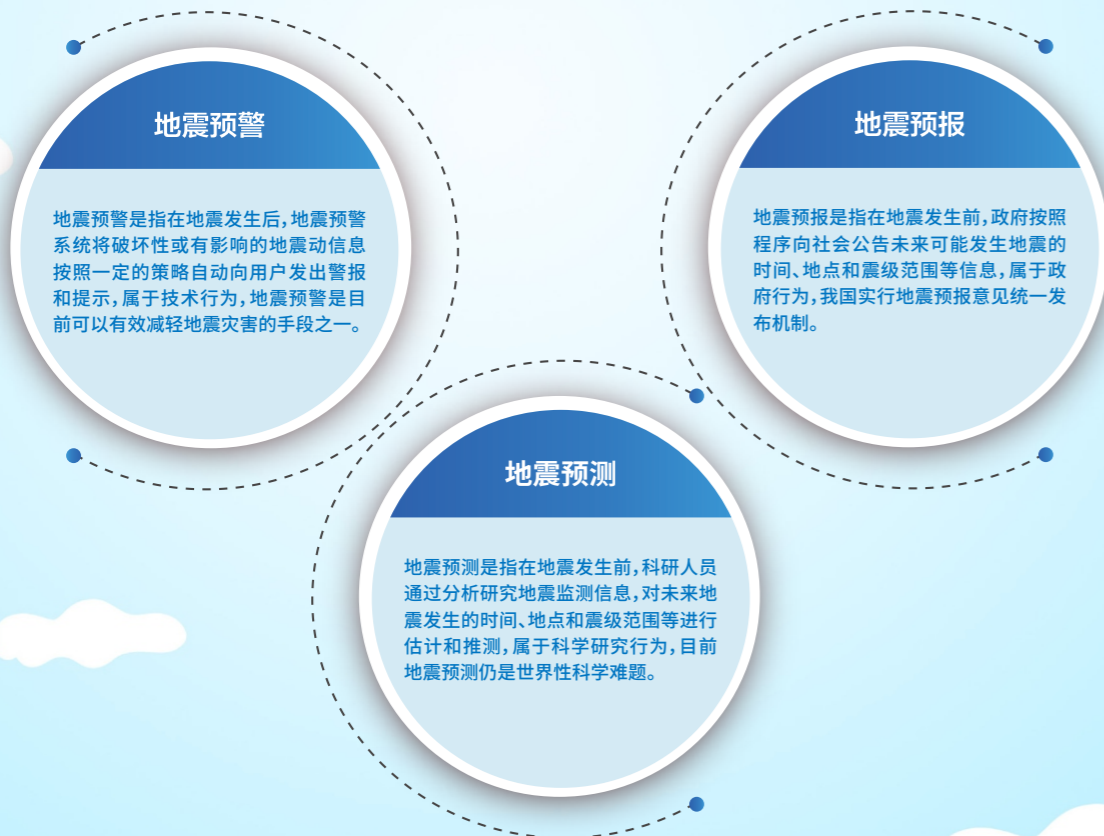 地震预警
地震预警是指在地震发生后,地震预警
系统将破坏性或有影响的地震动信息
按照一定的策略自动向用户发出警报
和提示,属于技术行为,地震预警是目
前可以有效减轻地震灾害的手段之一。
地震预报
地震预报是指在地震发生前,政府按照
程序向社会公告未来可能发生地震的
时间、地点和震级范围等信息,属于政
府行为,我国实行地震预报意见统一发
布机制。
地震预测
地震预测是指在地震发生前,科研人员
通过分析研究地震监测信息,对未来地
震发生的时间、地点和震级范围等进行
估计和推测,属于科学研究行为,目前
地震预测仍是世界性科学难题。